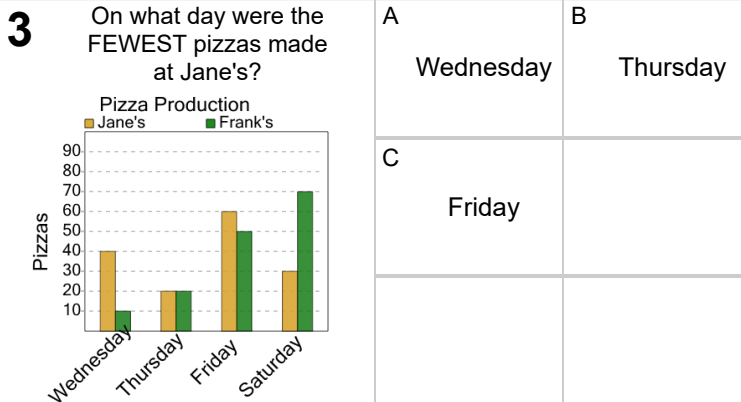 3
On what day were the
FEWEST pizzas made
at Jane's?
Pizza Production
Jane's
Frank's
90
80
70
60
50
40
30
20
10
Pizzas
Wednesday
Thursday
Friday
Saturday
A
Wednesday
B
Thursday
C
Friday